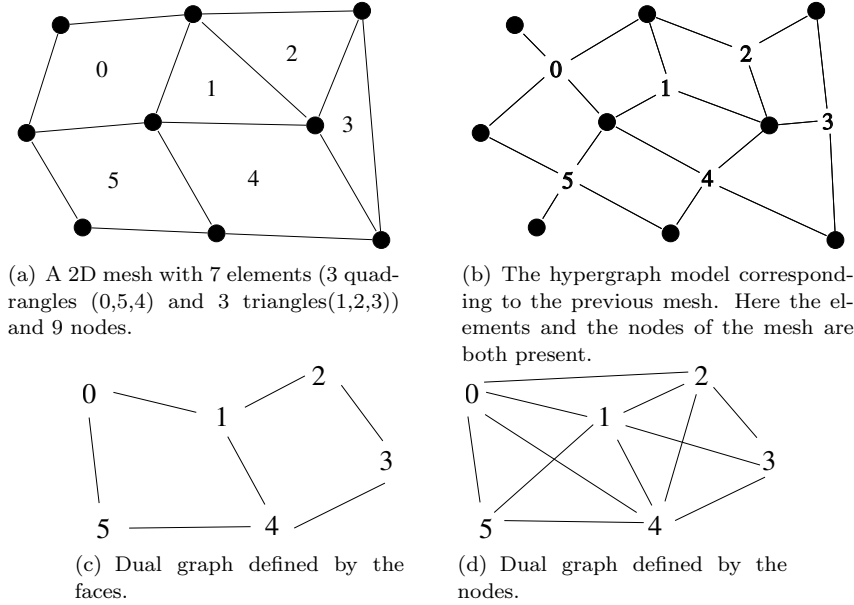 0
1
2
3
4
5
0
1
2
3
4
5
(a) A 2D mesh with 7 elements (3 quad-
rangles (0,5,4) and 3 triangles(1,2,3))
and 9 nodes.
(b) The hypergraph model correspond-
ing to the previous mesh. Here the el-
ements and the nodes of the mesh are
both present.
0
1
2
3
4
5
0
1
2
3
4
5
(c) Dual graph defined by the
faces.
(d) Dual graph defined by the
nodes.